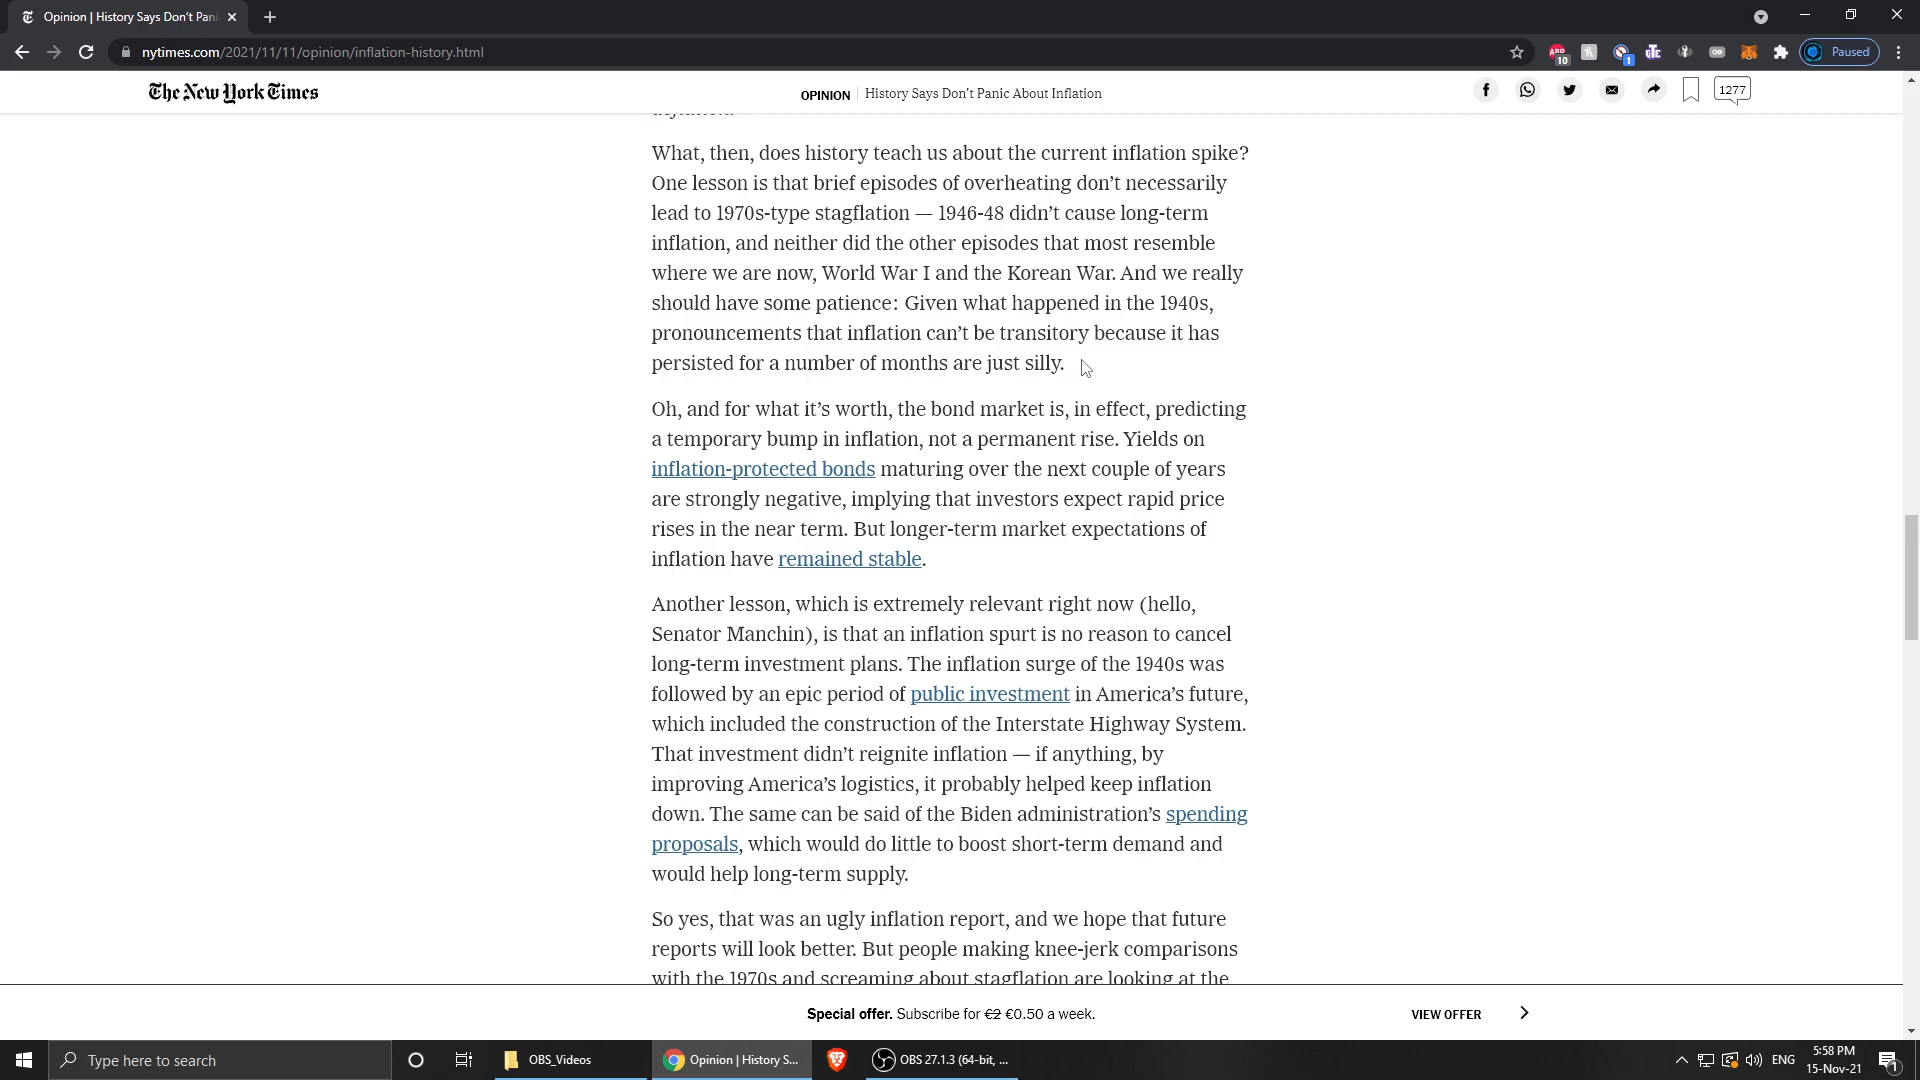 Opinion | History Says Don't Pani
nytimes.com/2021/11/11/opinion/inflation-history.html
ABP
10
1
Paused
The New York Times
OPINION
History Says Don't Panic About Inflation
1277
What, then, does history teach us about the current inflation spike?
One lesson is that brief episodes of overheating don't necessarily
lead to 1970s-type stagflation — 1946-48 didn't cause long-term
inflation, and neither did the other episodes that most resemble
where we are now, World War I and the Korean War. And we really
should have some patience: Given what happened in the 1940s,
pronouncements that inflation can't be transitory because it has
persisted for a number of months are just silly.
Oh, and for what it's worth, the bond market is, in effect, predicting
a temporary bump in inflation, not a permanent rise. Yields on
inflation-protected bonds maturing over the next couple of years
are strongly negative, implying that investors expect rapid price
rises in the near term. But longer-term market expectations of
inflation have remained stable.
Another lesson, which is extremely relevant right now (hello,
Senator Manchin), is that an inflation spurt is no reason to cancel
long-term investment plans. The inflation surge of the 1940s was
followed by an epic period of public investment in America's future,
which included the construction of the Interstate Highway System.
That investment didn't reignite inflation — if anything, by
improving America's logistics, it probably helped keep inflation
down. The same can be said of the Biden administration's spending
proposals, which would do little to boost short-term demand and
would help long-term supply.
So yes, that was an ugly inflation report, and we hope that future
reports will look better. But people making knee-jerk comparisons
with the 1970s and screaming about stagflation are looking at the
Special offer. Subscribe for €2 €0.50 a week.
VIEW OFFER
Type here to search
OBS_Videos
Opinion | History S...
OBS 27.1.3 (64-bit, ...
ENG
5:58 PM
15-Nov-21
1